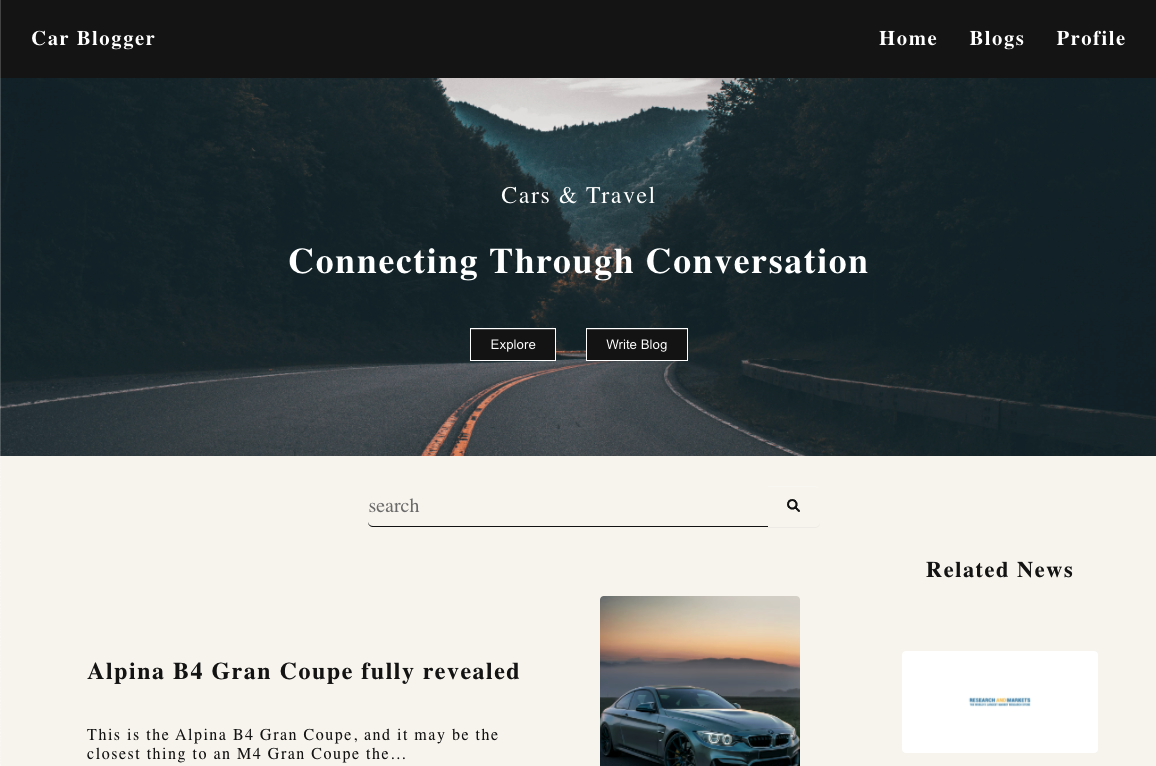 Car Blogger
Home Blogs Profile
Cars & Travel
Connecting Through Conversation
Explore Write Blog
search
Related News
Alpina B4 Gran Coupe fully revealed
RESEARCH AND MARKETS
This is the Alpina B4 Gran Coupe, and it may be the
closest thing to an M4 Gran Coupe the...